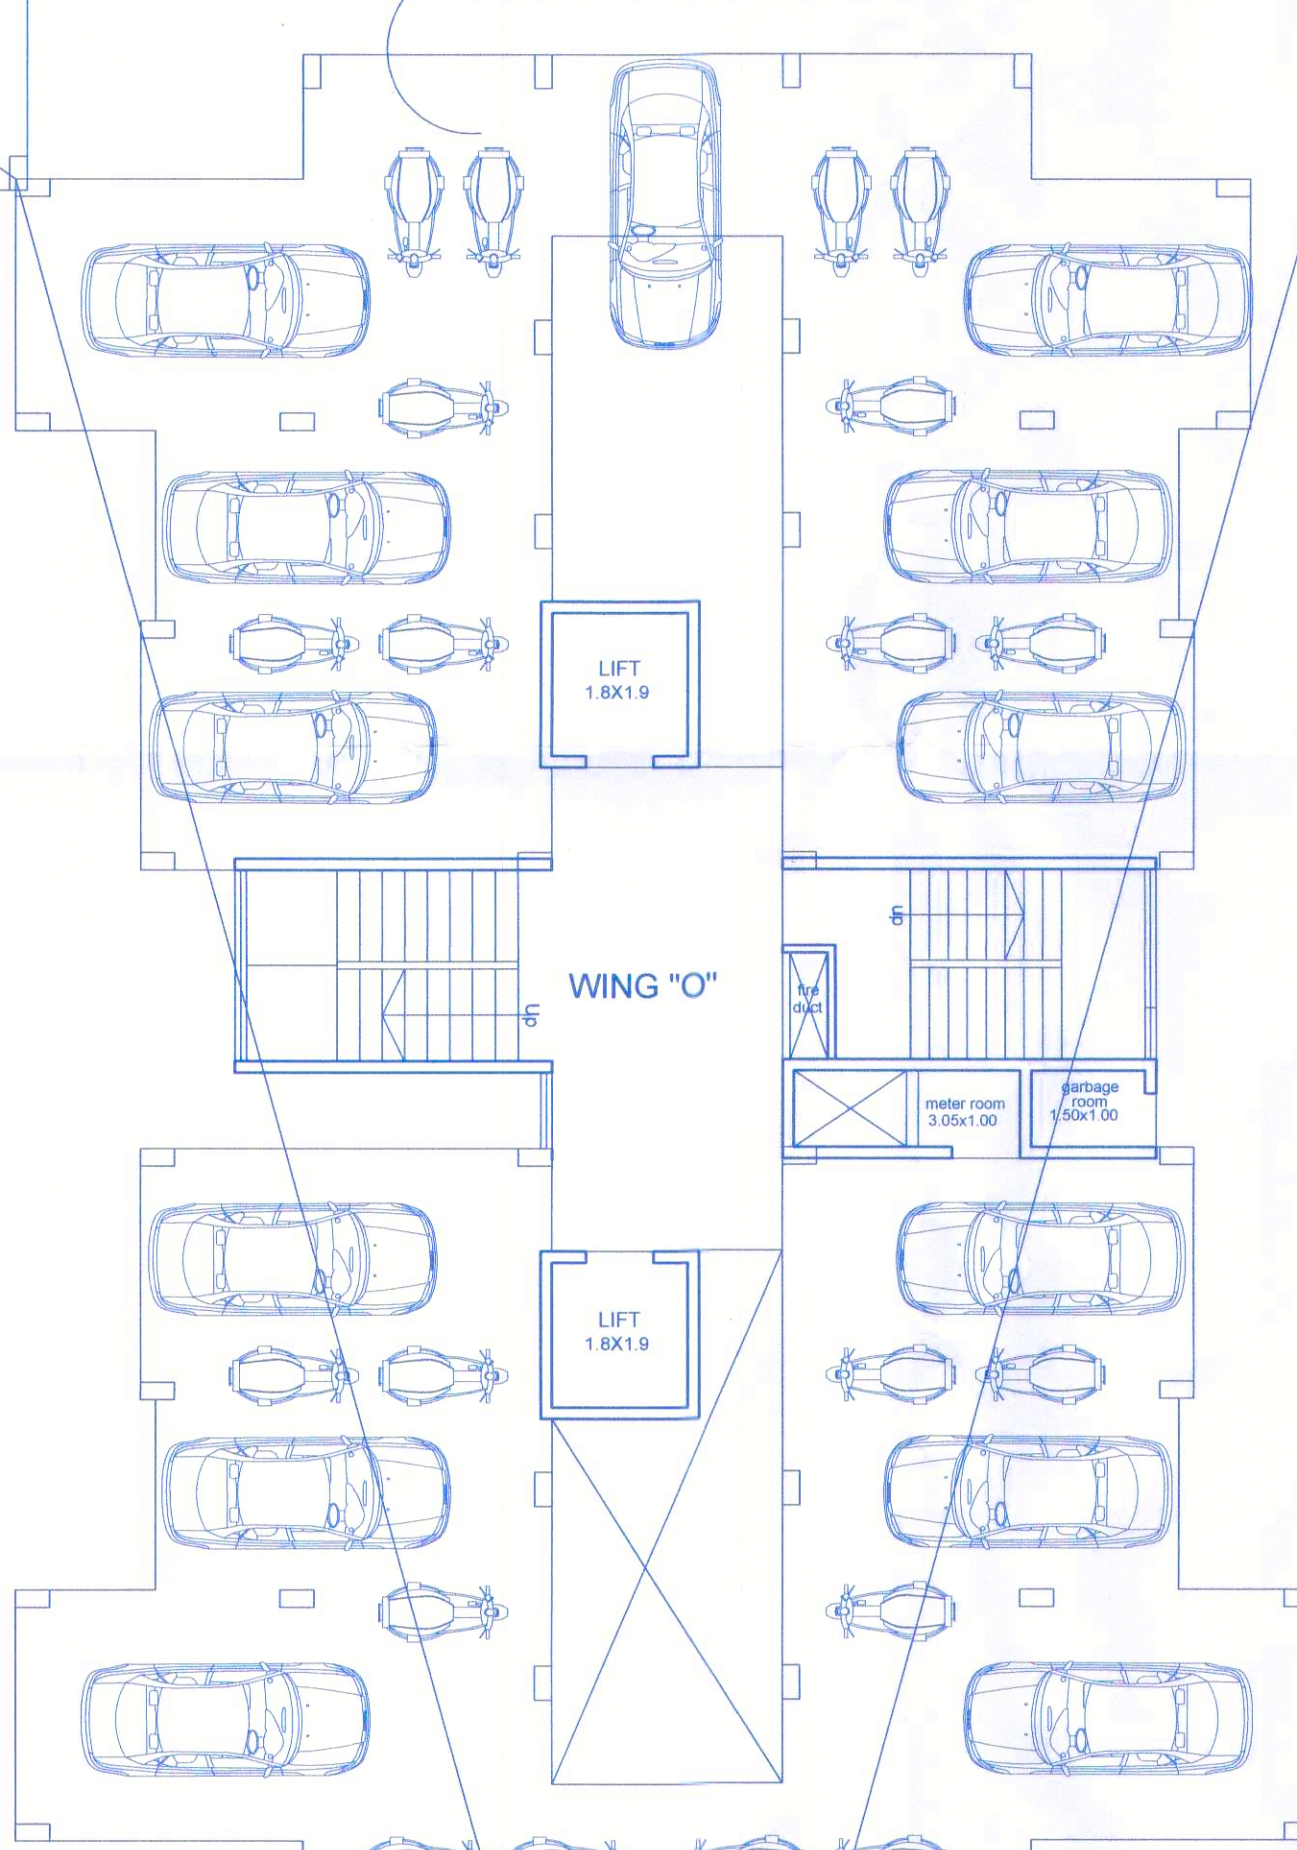 LIFT
1.8X1.9
up
WING "O"
up
fire
duct
meter room
3.05x1.00
garbage
room
1.50x1.00
LIFT
1.8X1.9